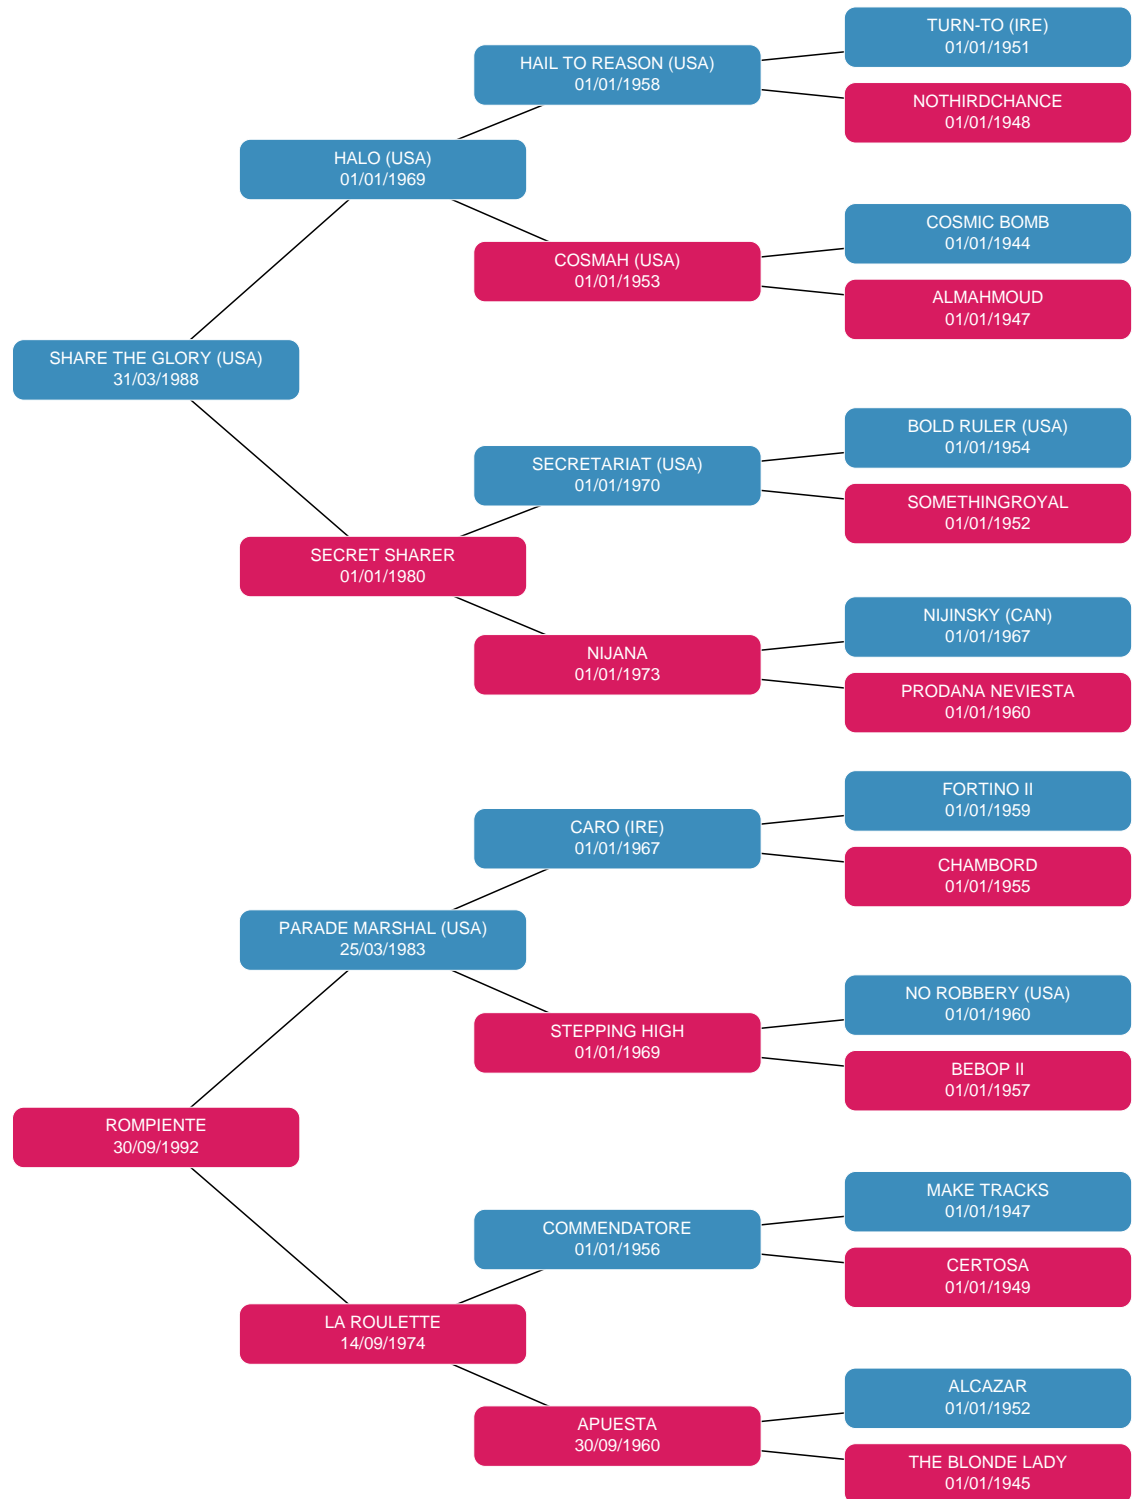 TURN-TO (IRE)
01/01/1951
HAIL TO REASON (USA)
01/01/1958
NOTHIRDCHANCE
01/01/1948
HALO (USA)
01/01/1969
COSMIC BOMB
01/01/1944
COSMAH (USA)
01/01/1953
ALMAHMOUD
01/01/1947
SHARE THE GLORY (USA)
31/03/1988
BOLD RULER (USA)
01/01/1954
SECRETARIAT (USA)
01/01/1970
SOMETHINGROYAL
01/01/1952
SECRET SHARER
01/01/1980
NIJINSKY (CAN)
01/01/1967
NIJANA
01/01/1973
PRODANA NEVIESTA
01/01/1960
FORTINO II
01/01/1959
CARO (IRE)
01/01/1967
CHAMBORD
01/01/1955
PARADE MARSHAL (USA)
25/03/1983
NO ROBBERY (USA)
01/01/1960
STEPPING HIGH
01/01/1969
BEBOP II
01/01/1957
ROMPIENTE
30/09/1992
MAKE TRACKS
01/01/1947
COMMENDATORE
01/01/1956
CERTOSA
01/01/1949
LA ROULETTE
14/09/1974
ALCAZAR
01/01/1952
APUESTA
30/09/1960
THE BLONDE LADY
01/01/1945